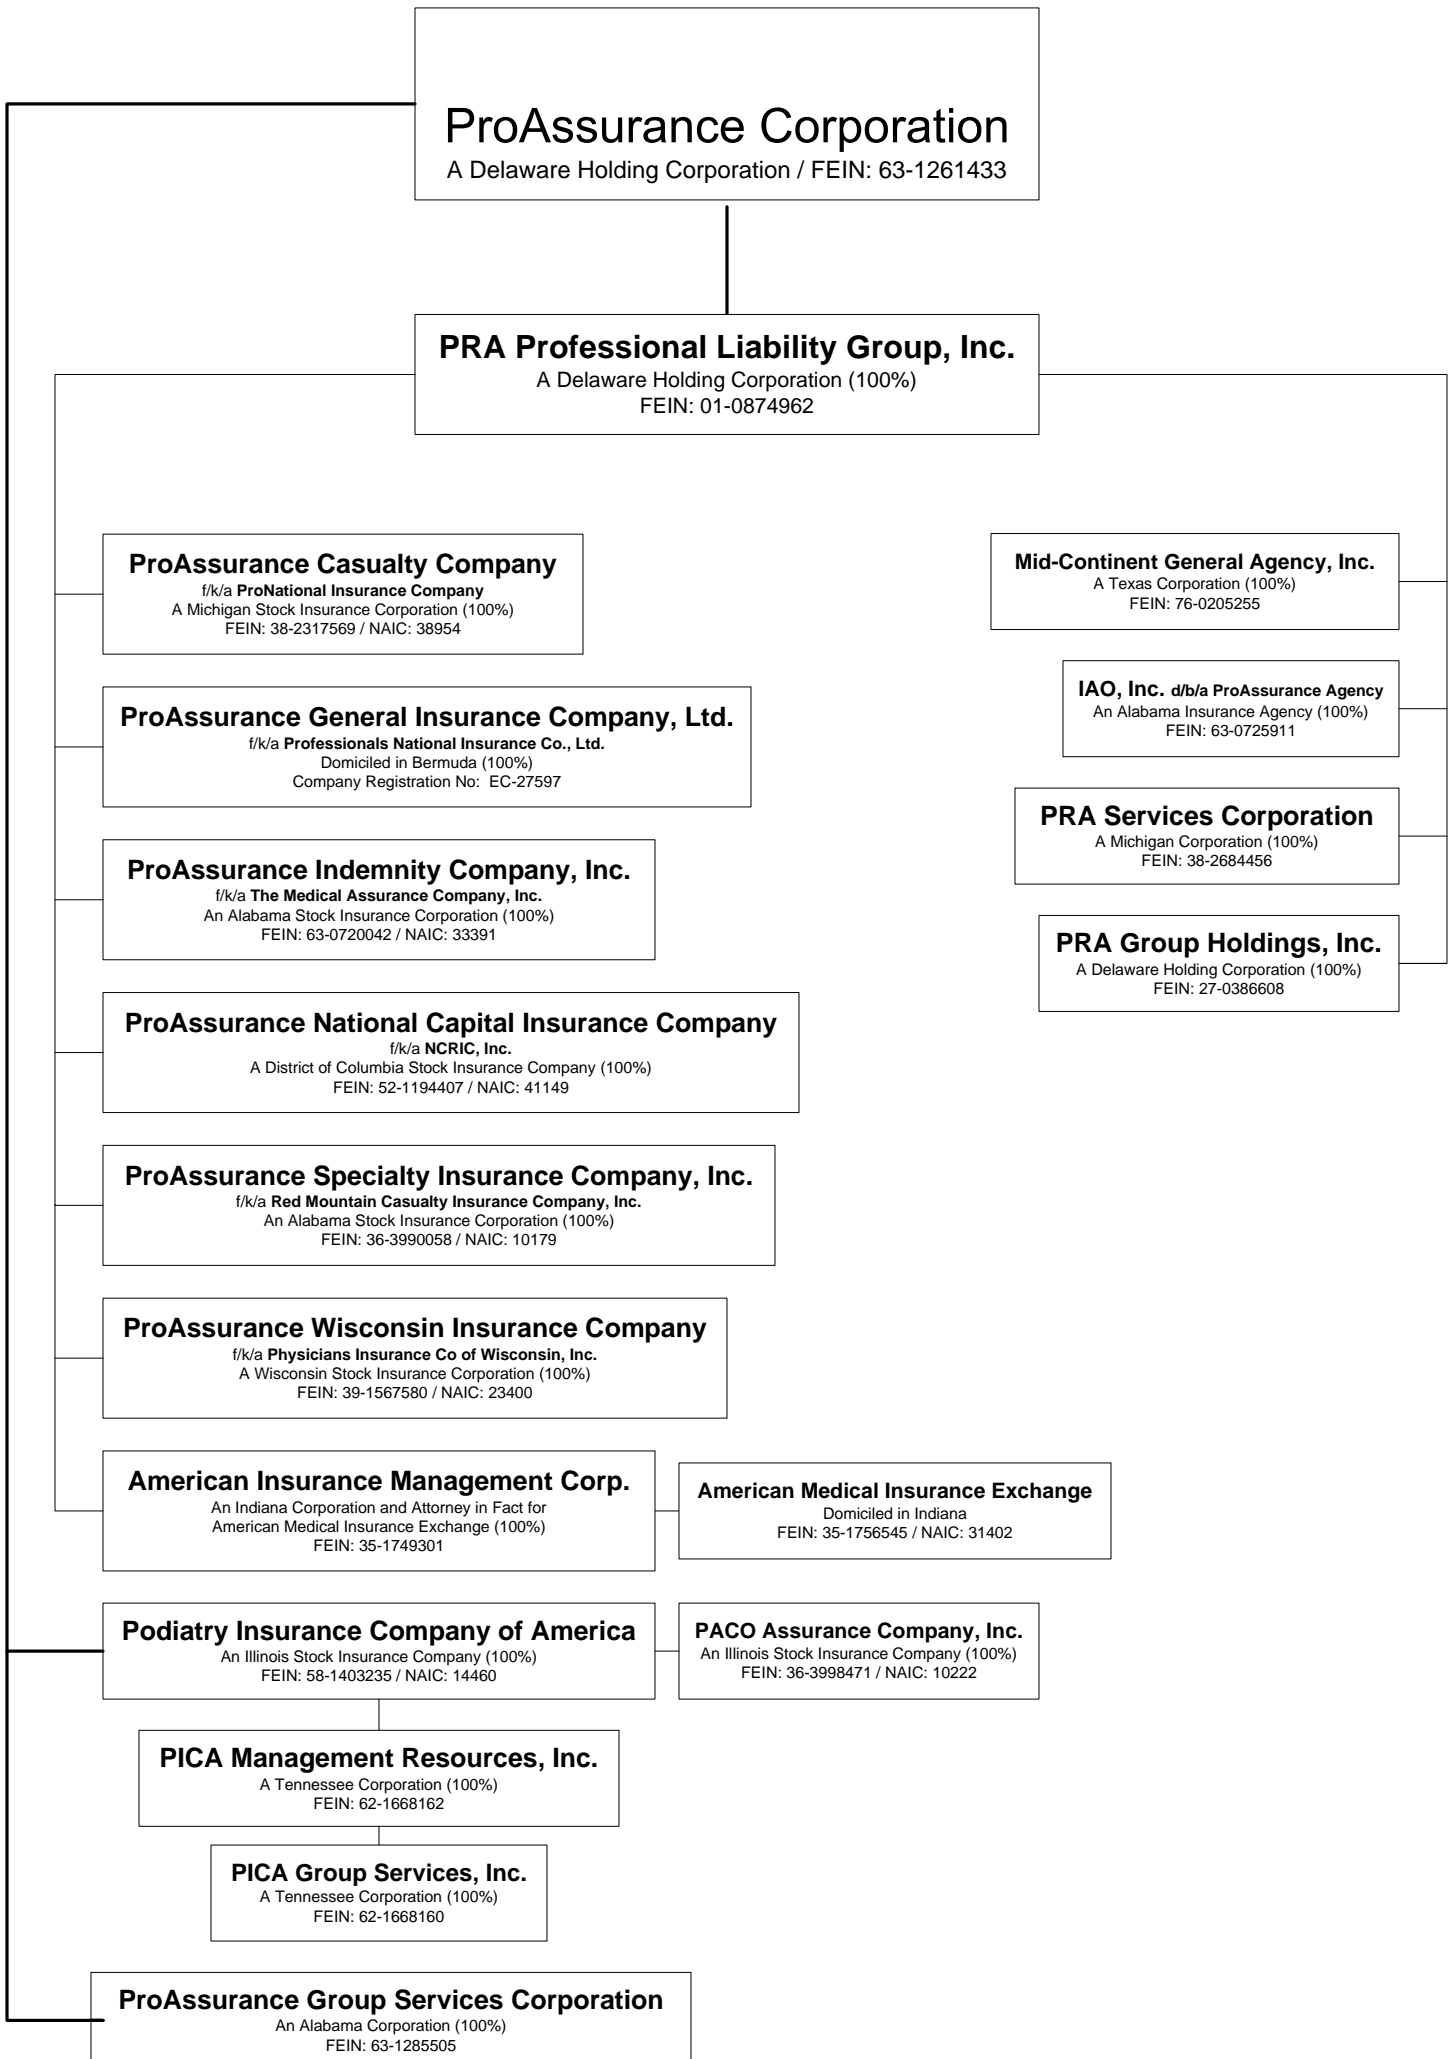 ProAssurance Corporation
A Delaware Holding Corporation / FEIN: 63-1261433
PRA Professional Liability Group, Inc.
A Delaware Holding Corporation (100%)
FEIN: 01-0874962
ProAssurance Casualty Company
f/k/a ProNational Insurance Company
A Michigan Stock Insurance Corporation (100%)
FEIN: 38-2317569 / NAIC: 38954
ProAssurance General Insurance Company, Ltd.
f/k/a Professionals National Insurance Co., Ltd.
Domiciled in Bermuda (100%)
Company Registration No: EC-27597
ProAssurance Indemnity Company, Inc.
f/k/a The Medical Assurance Company, Inc.
An Alabama Stock Insurance Corporation (100%)
FEIN: 63-0720042 / NAIC: 33391
ProAssurance National Capital Insurance Company
f/k/a NCRIC, Inc.
A District of Columbia Stock Insurance Company (100%)
FEIN: 52-1194407 / NAIC: 41149
ProAssurance Specialty Insurance Company, Inc.
f/k/a Red Mountain Casualty Insurance Company, Inc.
An Alabama Stock Insurance Corporation (100%)
FEIN: 36-3990058 / NAIC: 10179
ProAssurance Wisconsin Insurance Company
f/k/a Physicians Insurance Co of Wisconsin, Inc.
A Wisconsin Stock Insurance Corporation (100%)
FEIN: 39-1567580 / NAIC: 23400
American Insurance Management Corp.
An Indiana Corporation and Attorney in Fact for
American Medical Insurance Exchange (100%)
FEIN: 35-1749301
American Medical Insurance Exchange
Domiciled in Indiana
FEIN: 35-1756545 / NAIC: 31402
Mid-Continent General Agency, Inc.
A Texas Corporation (100%)
FEIN: 76-0205255
IAO, Inc. d/b/a ProAssurance Agency
An Alabama Insurance Agency (100%)
FEIN: 63-0725911
PRA Services Corporation
A Michigan Corporation (100%)
FEIN: 38-2684456
PRA Group Holdings, Inc.
A Delaware Holding Corporation (100%)
FEIN: 27-0386608
Podiatry Insurance Company of America
An Illinois Stock Insurance Company (100%)
FEIN: 58-1403235 / NAIC: 14460
PACO Assurance Company, Inc.
An Illinois Stock Insurance Company (100%)
FEIN: 36-3998471 / NAIC: 10222
PICA Management Resources, Inc.
A Tennessee Corporation (100%)
FEIN: 62-1668162
PICA Group Services, Inc.
A Tennessee Corporation (100%)
FEIN: 62-1668160
ProAssurance Group Services Corporation
An Alabama Corporation (100%)
FEIN: 63-1285505